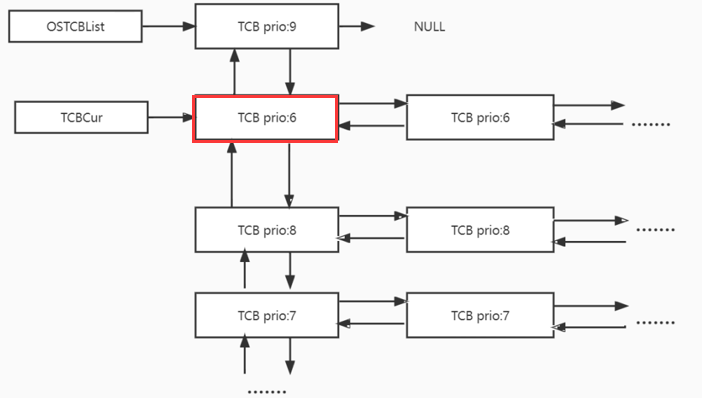 OSTCBList
TCB prio:9
NULL
TCBCur
TCB prio:6
TCB prio:6
.......
TCB prio:8
TCB prio:8
.......
TCB prio:7
TCB prio:7
.......
.......